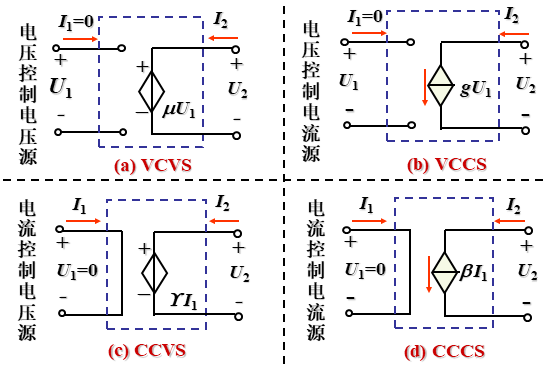 电压控制电压源
I₁=0
I₂
+
U₁
-
+
−
μU₁
+
U₂
-
(a) VCVS
电压控制电流源
I₁=0
I₂
+
U₁
-
gU₁
+
U₂
-
(b) VCCS
电流控制电压源
I₁
I₂
+
U₁=0
-
+
−
ϒI₁
+
U₂
-
(c) CCVS
电流控制电流源
I₁
I₂
+
U₁=0
-
βI₁
+
U₂
-
(d) CCCS